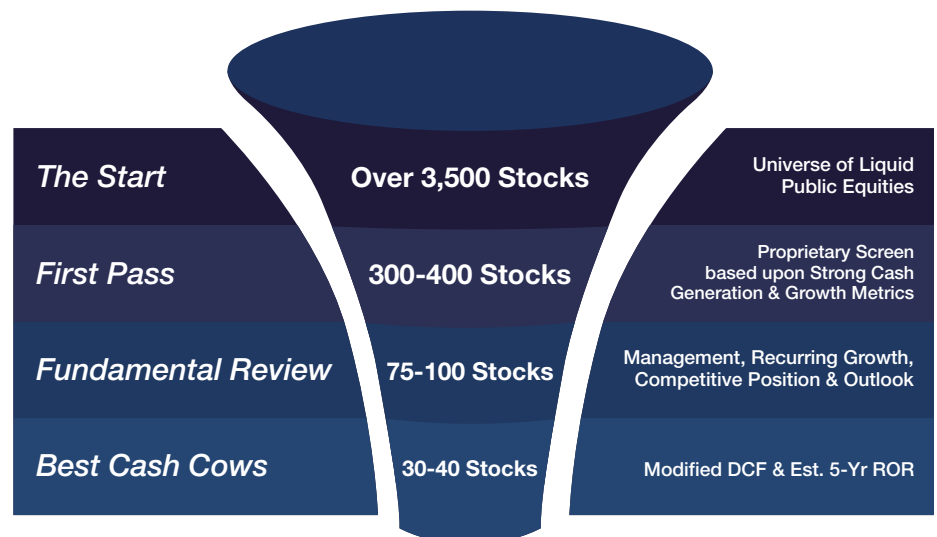 The Start
Over 3,500 Stocks
Universe of Liquid
Public Equities
First Pass
300-400 Stocks
Proprietary Screen
based upon Strong Cash
Generation & Growth Metrics
Fundamental Review
75-100 Stocks
Management, Recurring Growth,
Competitive Position & Outlook
Best Cash Cows
30-40 Stocks
Modified DCF & Est. 5-Yr ROR